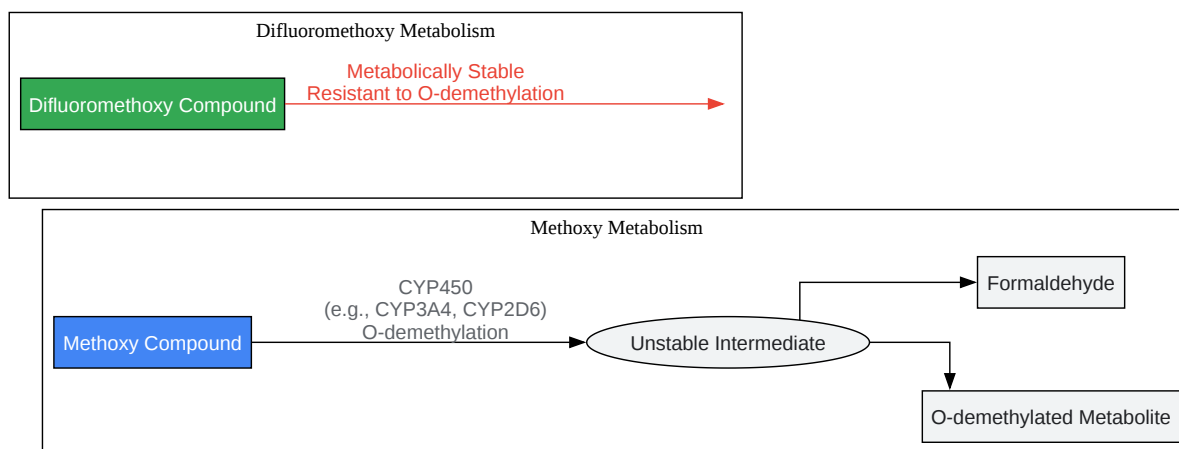 Difluoromethoxy Metabolism
Metabolically Stable
Resistant to O-demethylation
Difluoromethoxy Compound
Methoxy Metabolism
CYP450
(e.g., CYP3A4, CYP2D6)
O-demethylation
Methoxy Compound
Unstable Intermediate
Formaldehyde
O-demethylated Metabolite